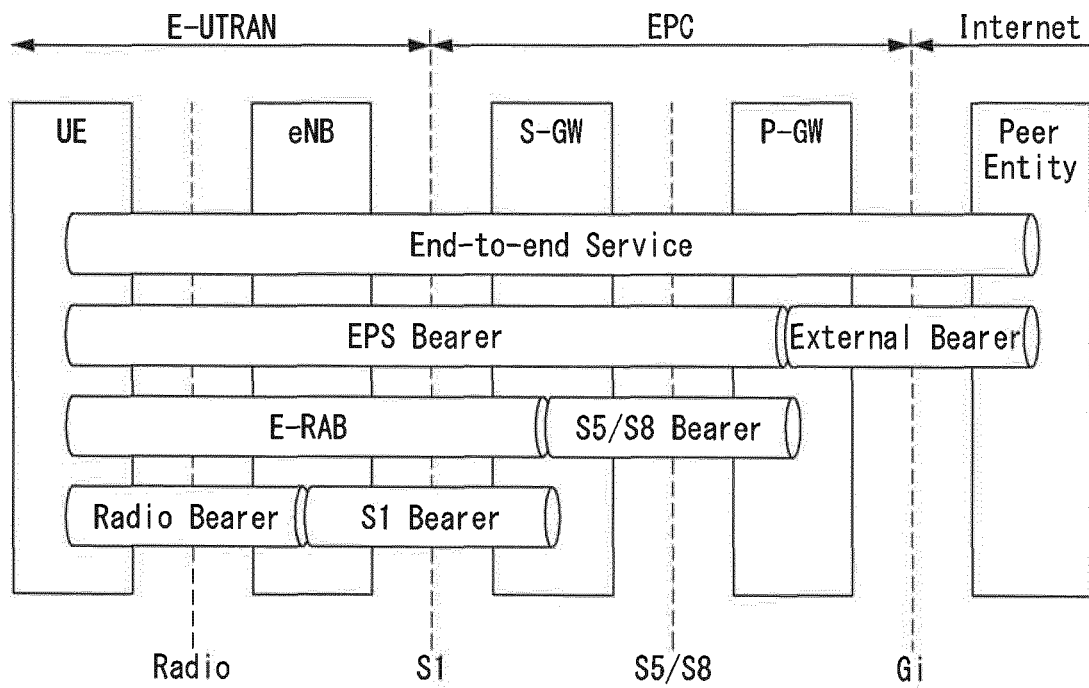 E-UTRAN EPC Internet
UE eNB S-GW P-GW Peer
Entity
End-to-end Service
EPS Bearer External Bearer
E-RAB S5/S8 Bearer
Radio Bearer S1 Bearer
Radio S1 S5/S8 Gi